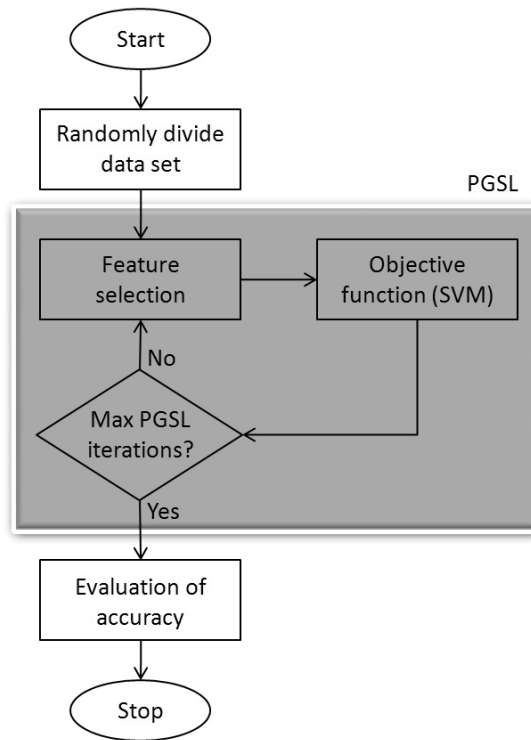 Start
Randomly divide
data set
PGSL
Feature
selection
Objective
function (SVM)
No
Max PGSL
iterations?
Yes
Evaluation of
accuracy
Stop